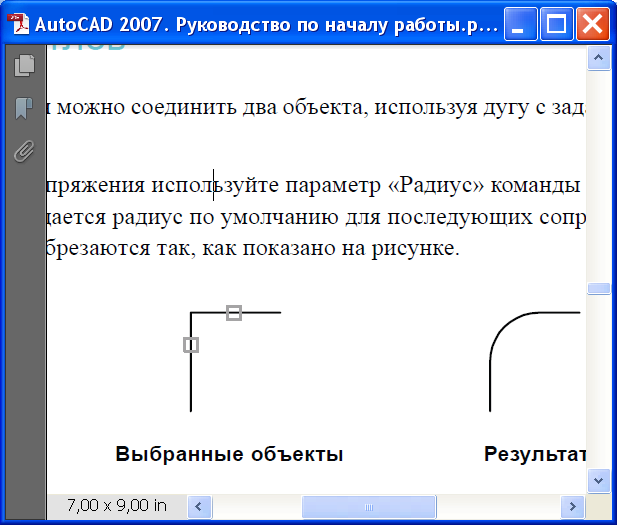 AutoCAD 2007. Руководство по началу работы.p...
можно соединить два объекта, используя дугу с зада
пряжения используйте параметр «Радиус» команды
дается радиус по умолчанию для последующих сопр
брезаются так, как показано на рисунке.
Выбранные объекты Результат
7,00 x 9,00 in